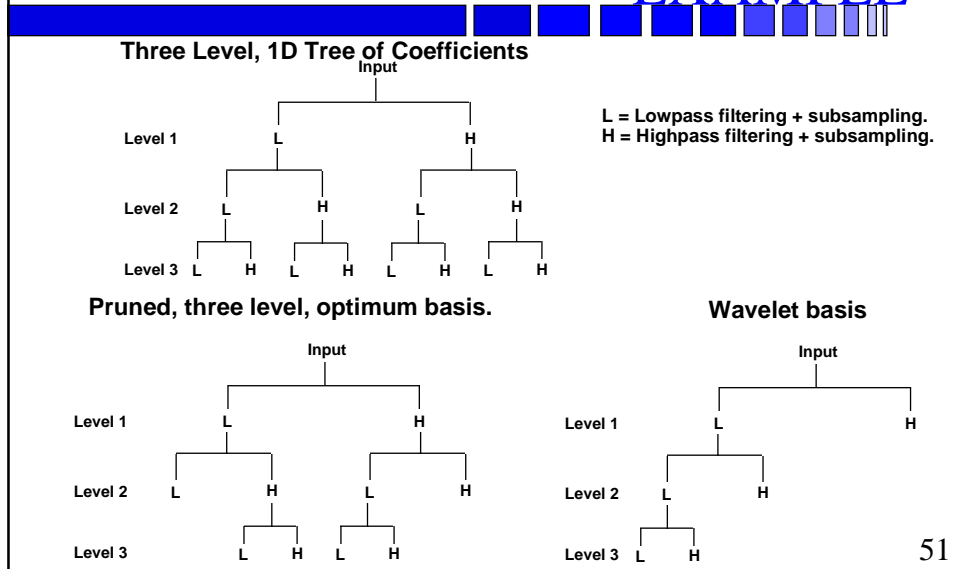 EXAMPLE
Three Level, 1D Tree of Coefficients
Input
L = Lowpass filtering + subsampling.
H = Highpass filtering + subsampling.
Level 1 L H
Level 2 L H L H
Level 3 L H L H L H L H
Pruned, three level, optimum basis.
Input
Level 1 L H
Level 2 L H L H
Level 3 L H L H
Wavelet basis
Input
Level 1 L H
Level 2 L H
Level 3 L H
51